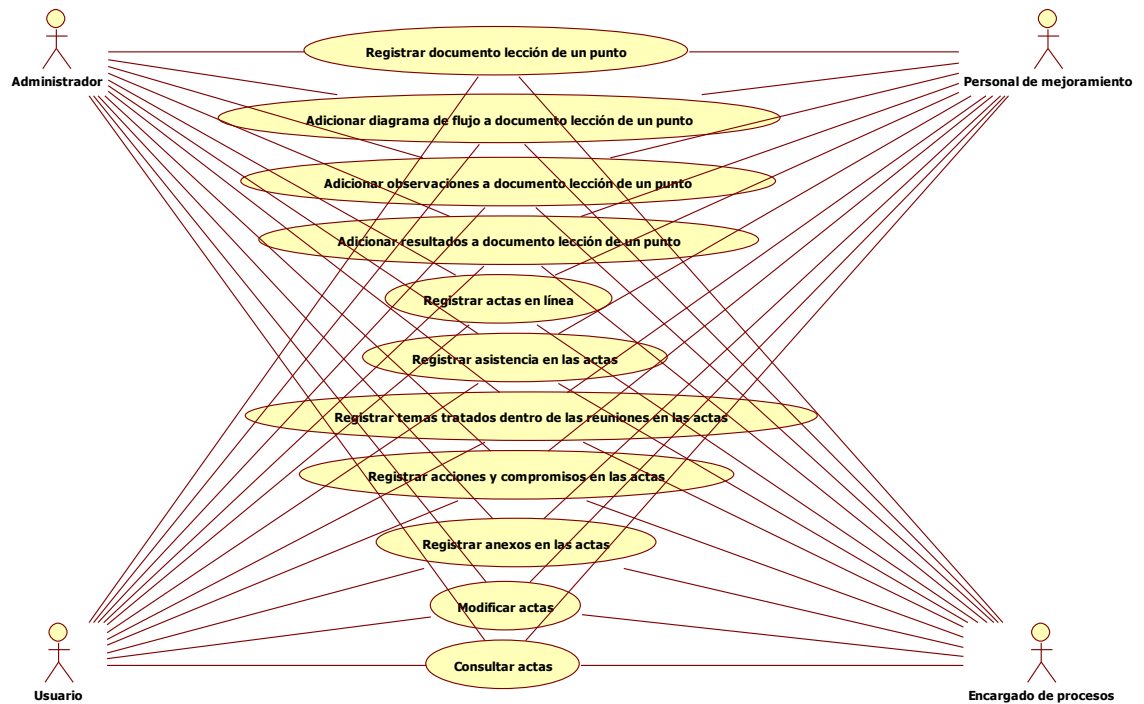 Registrar documento lección de un punto
Administrador
Personal de mejoramiento
Adicionar diagrama de flujo a documento lección de un punto
Adicionar observaciones a documento lección de un punto
Adicionar resultados a documento lección de un punto
Registrar actas en línea
Registrar asistencia en las actas
Registrar temas tratados dentro de las reuniones en las actas
Registrar acciones y compromisos en las actas
Registrar anexos en las actas
Modificar actas
Consultar actas
Usuario
Encargado de procesos